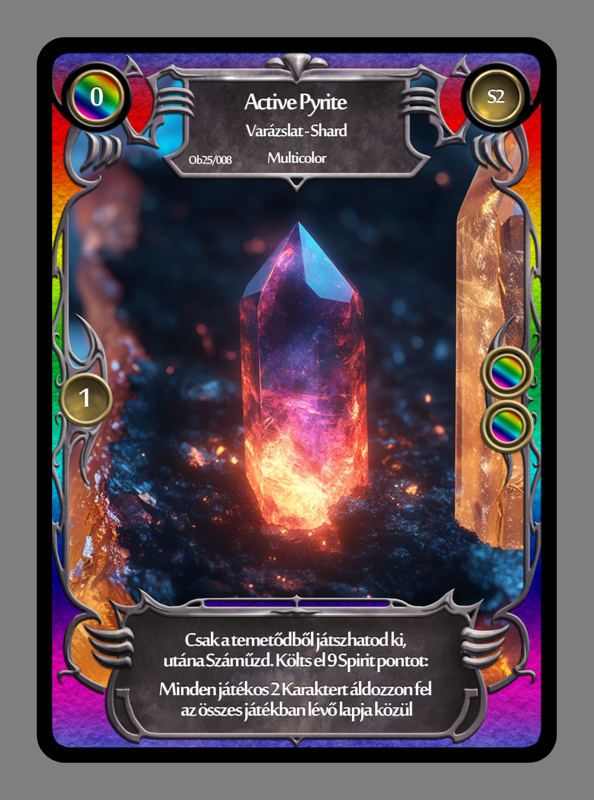 0
Active Pyrite
S2
Varázslat - Shard
Ob25/008 Multicolor
1
Csak a temetődből játszhatod ki,
utána Száműzd. Költs el 9 Spirit pontot:
Minden játékos 2 Karaktert áldozzon fel
az összes játékban lévő lapja közül